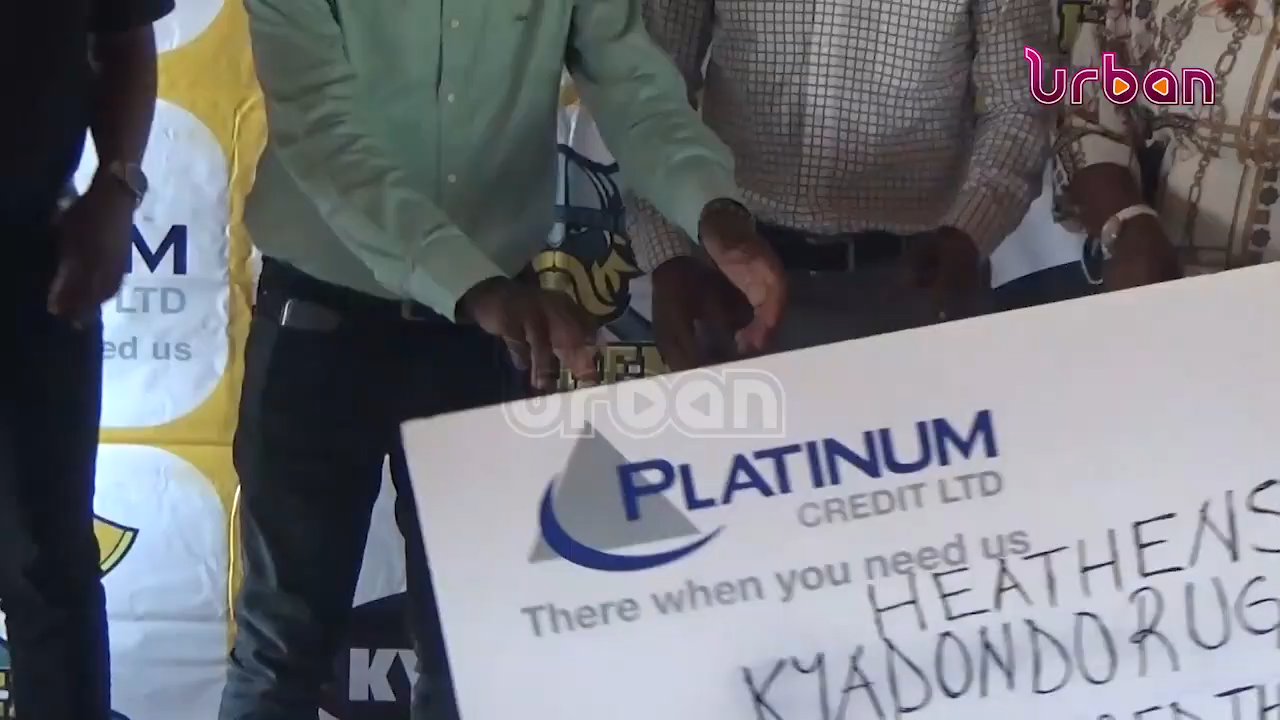 urban
M
LTD
ed us
urban
PLATINUM
CREDIT LTD
There when you need us
HEATHENS
KYADONDO RUG
KY